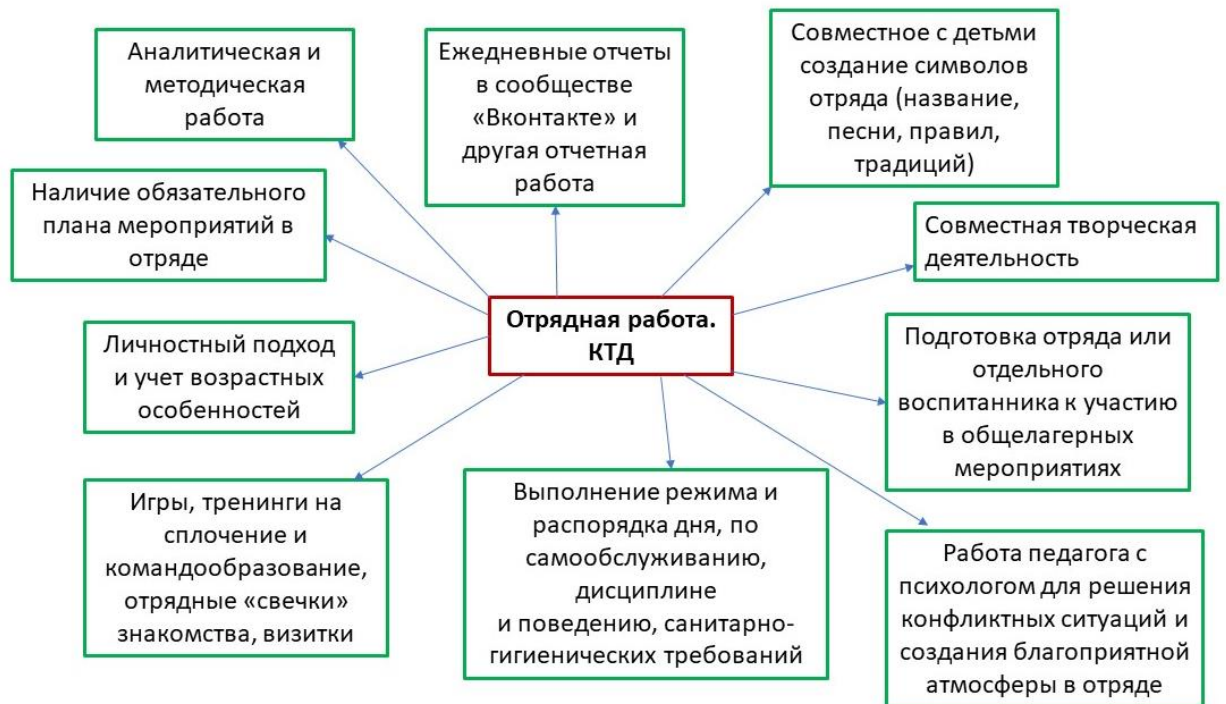 Аналитическая и
методическая
работа
Ежедневные отчеты
в сообществе
«Вконтакте» и
другая отчетная
работа
Совместное с детьми
создание символов
отряда (название,
песни, правил,
традиций)
Наличие обязательного
плана мероприятий в
отряде
Совместная творческая
деятельность
Отрядная работа.
КТД
Личностный подход
и учет возрастных
особенностей
Подготовка отряда или
отдельного
воспитанника к участию
в общелагерных
мероприятиях
Игры, тренинги на
сплочение и
командообразование,
отрядные «свечки»
знакомства, визитки
Выполнение режима и
распорядка дня, по
самообслуживанию,
дисциплине
и поведению, санитарно-
гигиенических требований
Работа педагога с
психологом для решения
конфликтных ситуаций и
создания благоприятной
атмосферы в отряде